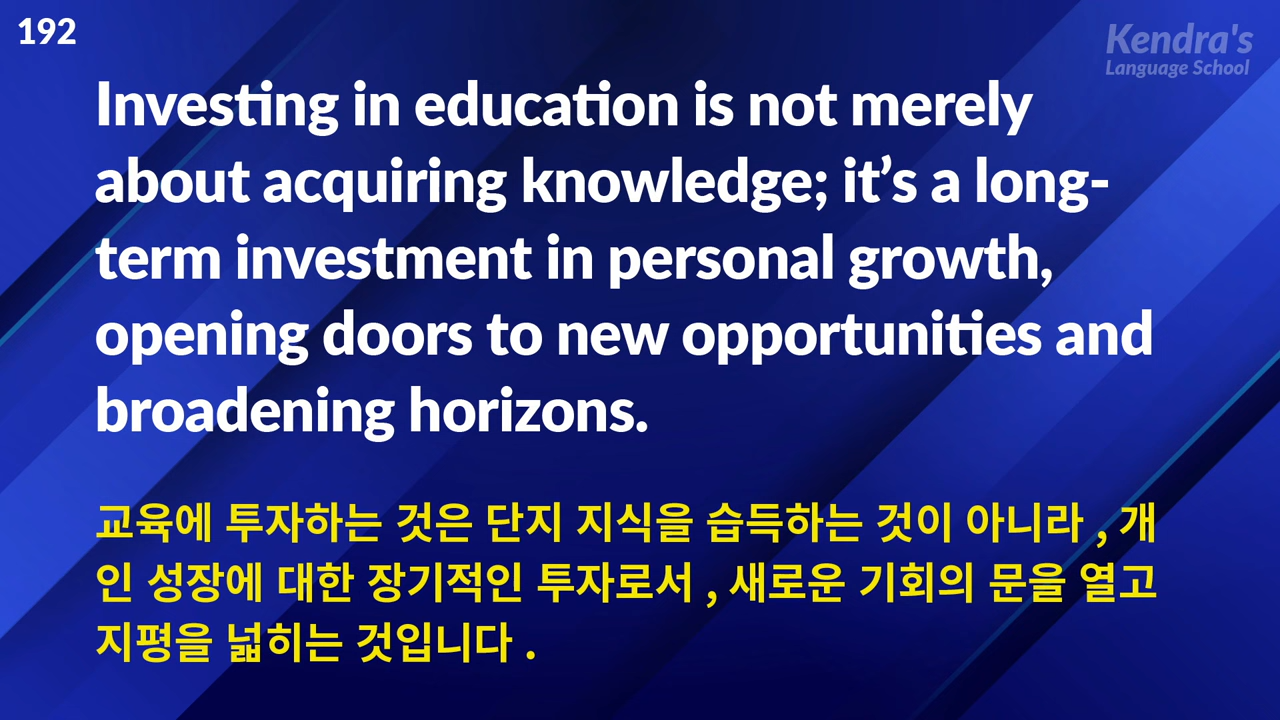 192
Kendra's
Language School
Investing in education is not merely
about acquiring knowledge; it’s a long-
term investment in personal growth,
opening doors to new opportunities and
broadening horizons.
교육에 투자하는 것은 단지 지식을 습득하는 것이 아니라 , 개
인 성장에 대한 장기적인 투자로서 , 새로운 기회의 문을 열고
지평을 넓히는 것입니다 .